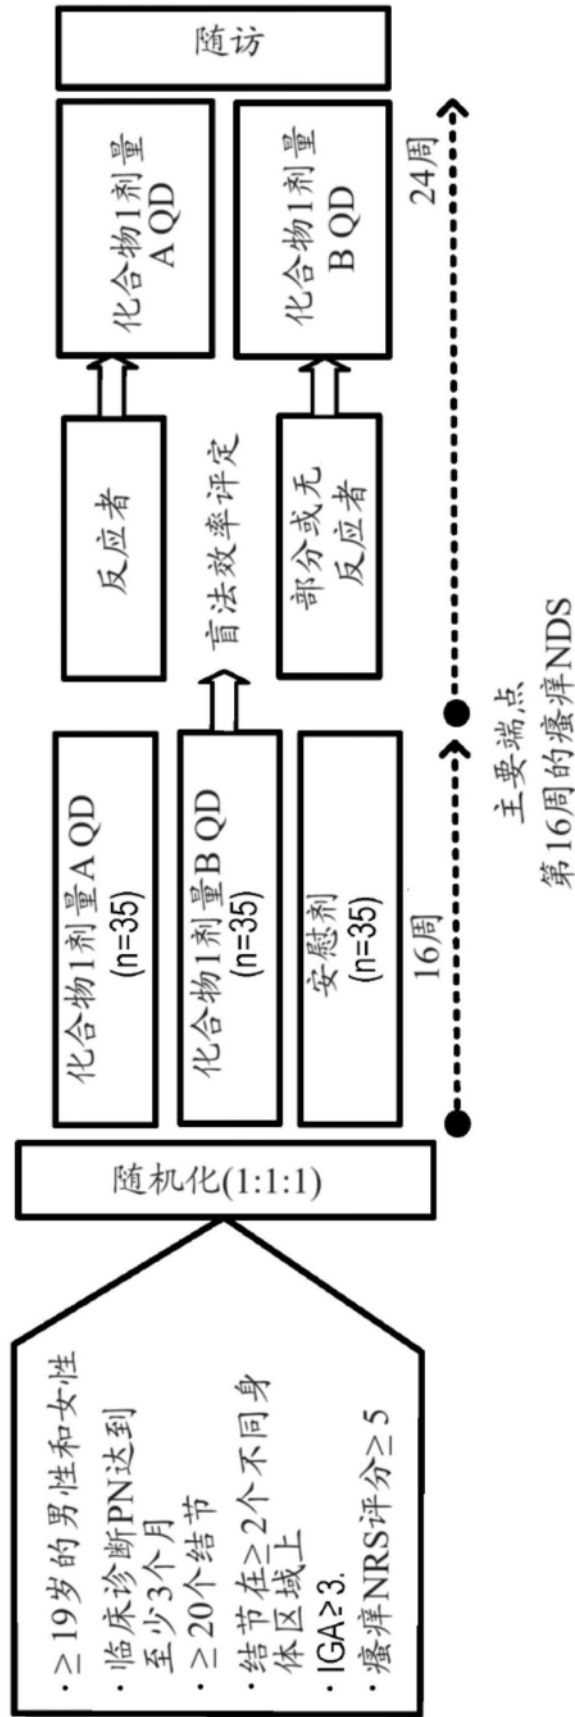 · ≥19岁的男性和女性
· 临床诊断PN达到
至少3个月
· ≥20个结节
· 结节在≥2个不同身
体区域上
· IGA≥3.
· 瘙痒NRS评分≥5
随机化(1:1:1)
化合物1剂量A QD
(n=35)
化合物1剂量B QD
(n=35)
安慰剂
(n=35)
16周
主要端点
第16周的瘙痒NDS
反应者
盲法效率评定
部分或无
反应者
化合物1剂量
A QD
化合物1剂量
B QD
24周
随访